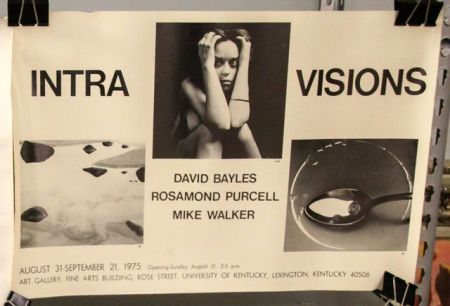 INTRA VISIONS
DAVID BAYLES
ROSAMOND PURCELL
MIKE WALKER
AUGUST 31-SEPTEMBER 21, 1975 Opening Sunday August 31, 3-5 p.m.
ART GALLERY, FINE ARTS BUILDING, ROSE STREET, UNIVERSITY OF KENTUCKY, LEXINGTON, KENTUCKY 40506